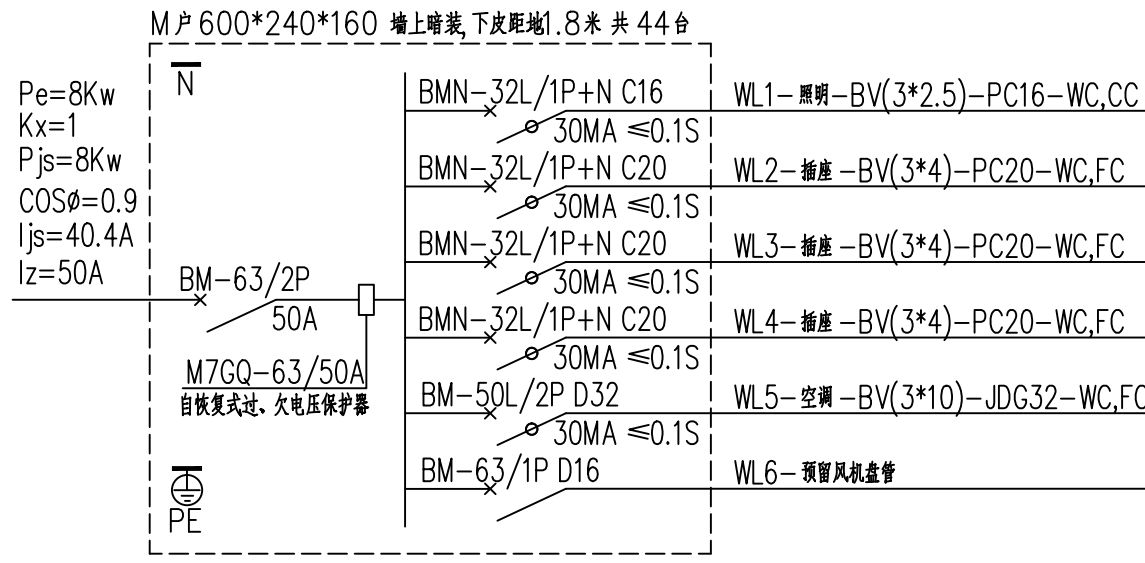 M户 600*240*160 墙上暗装,下皮距地1.8米 共 44台
Pe=8Kw
Kx=1
Pjs=8Kw
COSø=0.9
Ijs=40.4A
Iz=50A
N
BM-63/2P
50A
M7GQ-63/50A
自恢复式过、欠电压保护器
PE
BMN-32L/1P+N C16
30MA ≤0.1S
WL1-照明-BV(3*2.5)-PC16-WC,CC
BMN-32L/1P+N C20
30MA ≤0.1S
WL2-插座-BV(3*4)-PC20-WC,FC
BMN-32L/1P+N C20
30MA ≤0.1S
WL3-插座-BV(3*4)-PC20-WC,FC
BMN-32L/1P+N C20
30MA ≤0.1S
WL4-插座-BV(3*4)-PC20-WC,FC
BM-50L/2P D32
30MA ≤0.1S
WL5-空调-BV(3*10)-JDG32-WC,FC
BM-63/1P D16
WL6-预留风机盘管